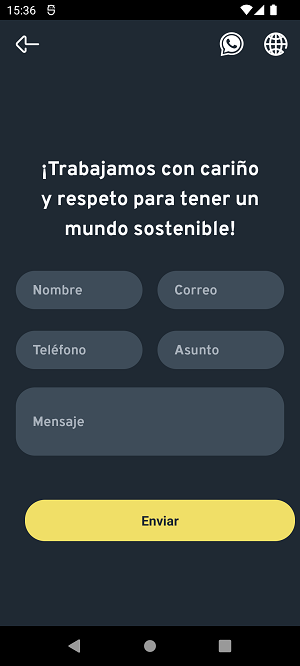 15:36
¡Trabajamos con cariño
y respeto para tener un
mundo sostenible!
Nombre
Correo
Teléfono
Asunto
Mensaje
Enviar